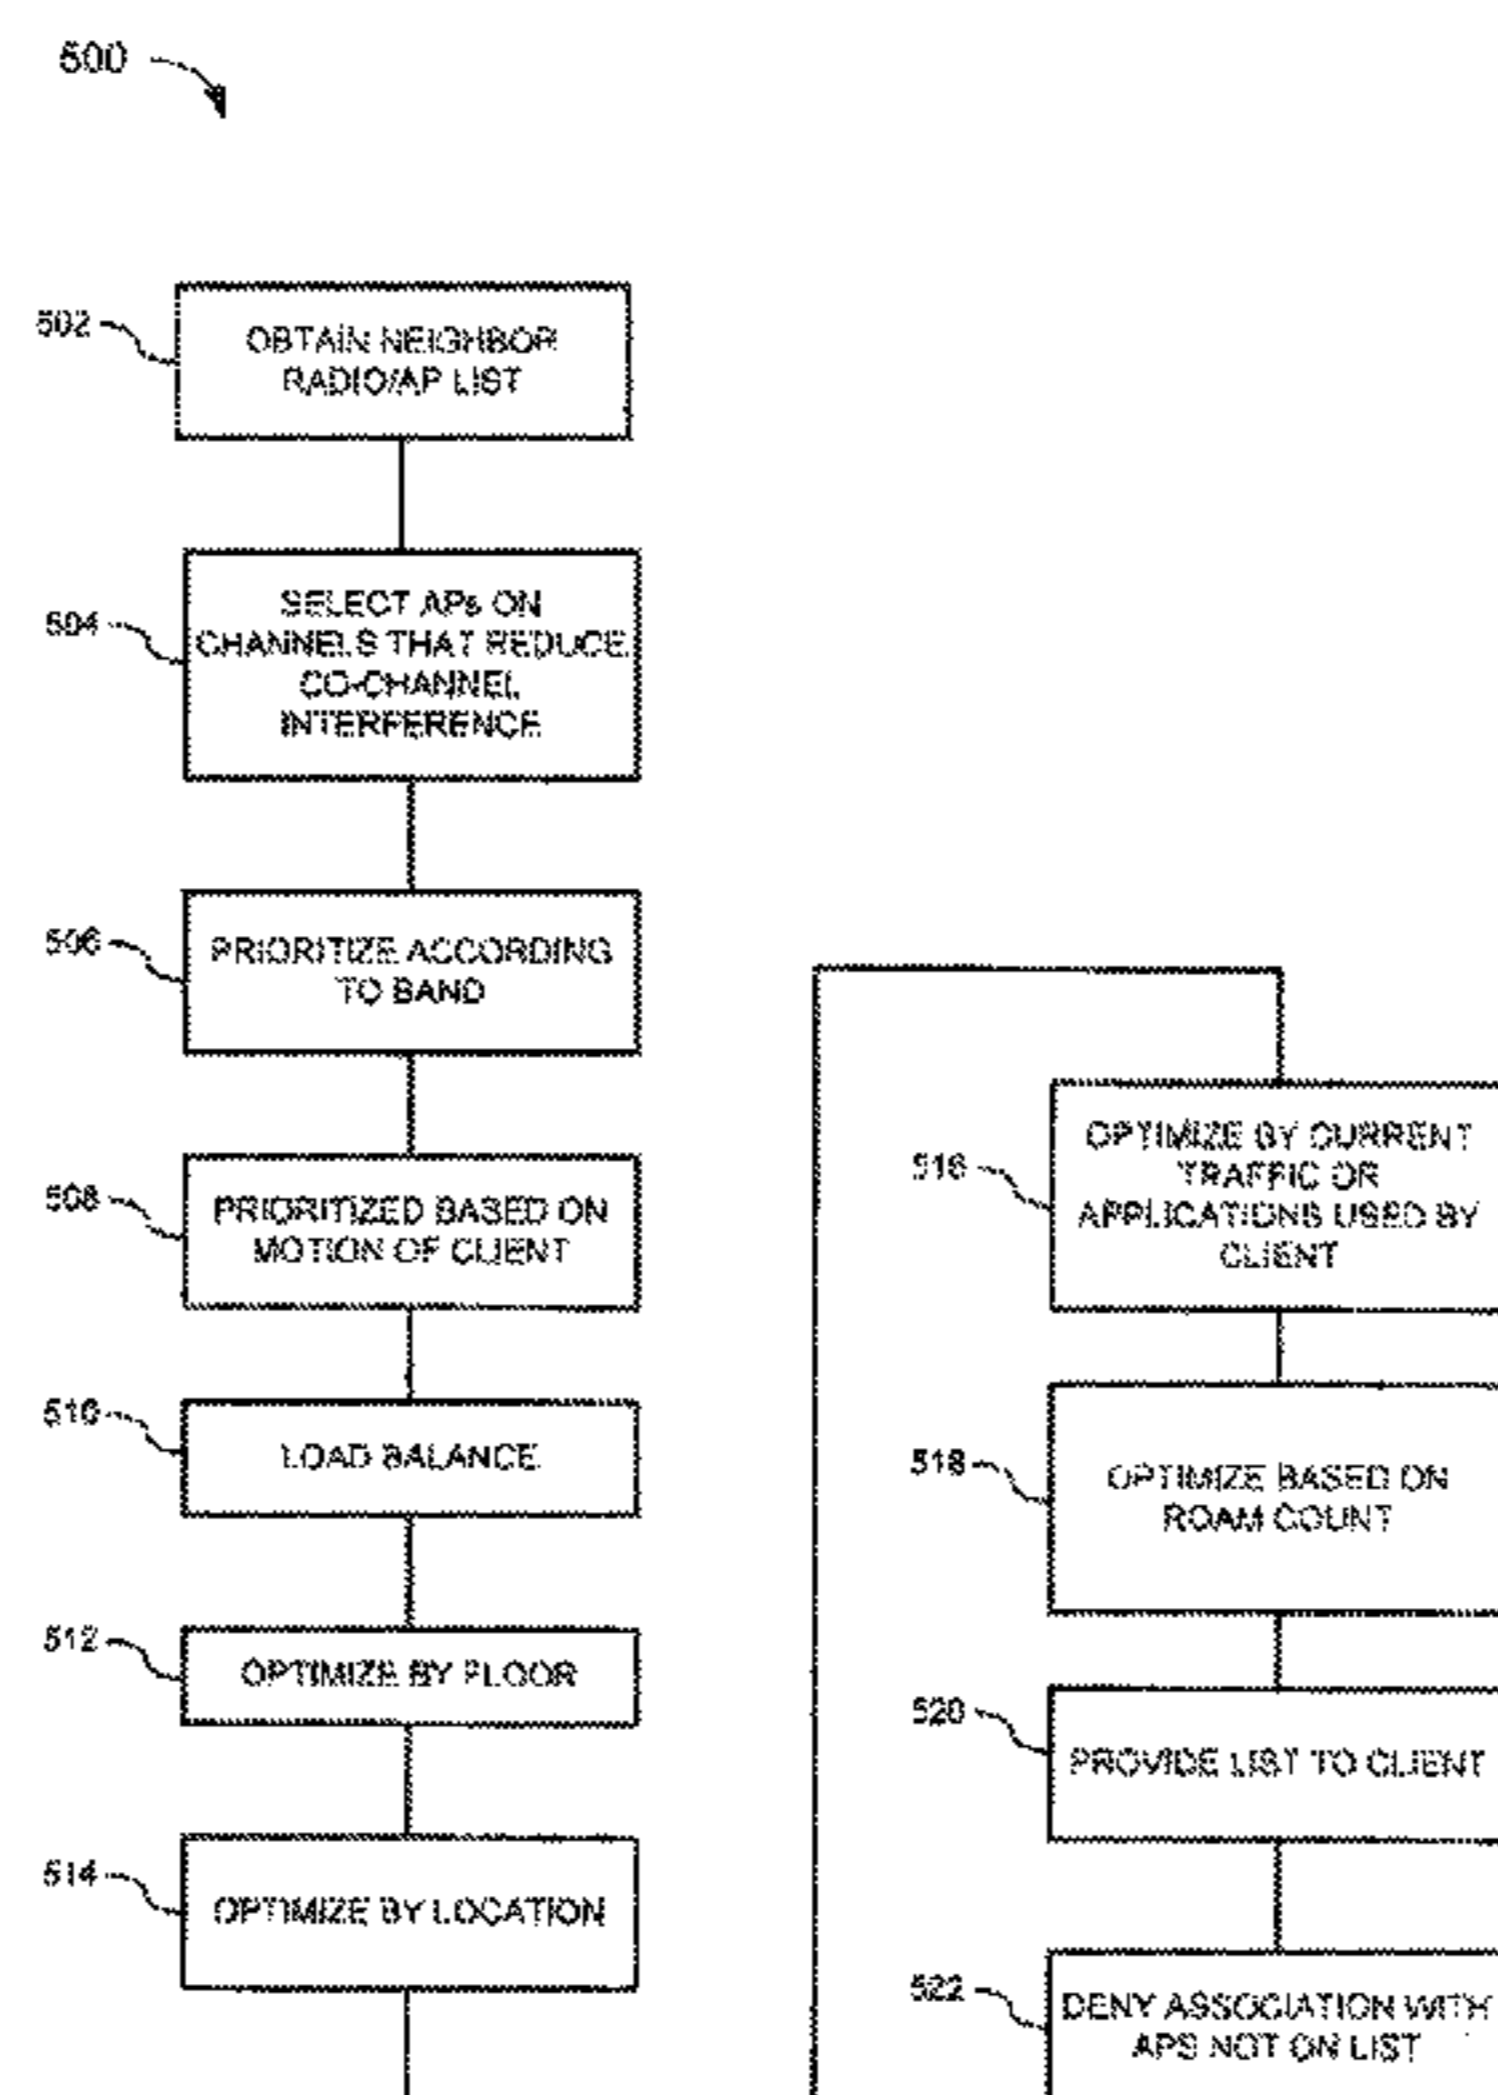 500
502
OBTAIN NEIGHBOR
RADIO/AP LIST
504
SELECT APs ON
CHANNELS THAT REDUCE
CO-CHANNEL
INTERFERENCE
506
PRIORITIZE ACCORDING
TO BAND
508
PRIORITIZED BASED ON
MOTION OF CLIENT
510
LOAD BALANCE
512
OPTIMIZE BY FLOOR
514
OPTIMIZE BY LOCATION
516
OPTIMIZE BY CURRENT
TRAFFIC OR
APPLICATIONS USED BY
CLIENT
518
OPTIMIZE BASED ON
ROAM COUNT
520
PROVIDE LIST TO CLIENT
522
DENY ASSOCIATION WITH
APS NOT ON LIST